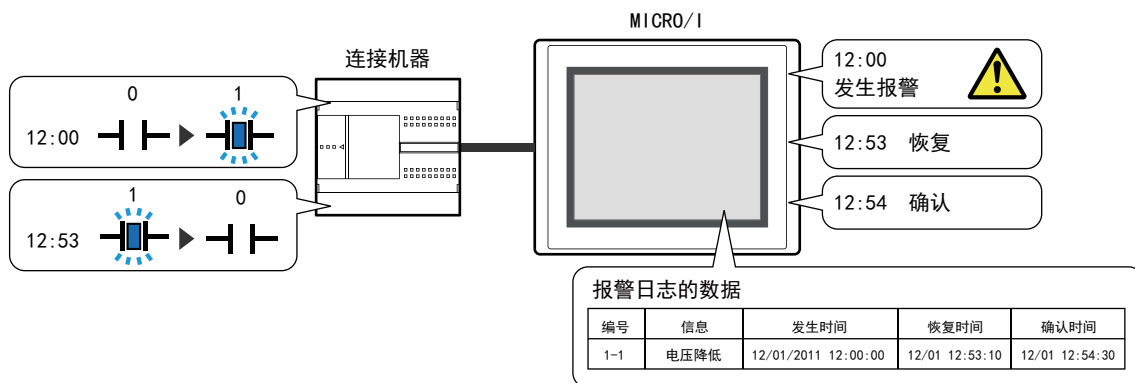 MICRO/I
连接机器
0 1
12:00
1 0
12:53
12:00
发生报警
12:53 恢复
12:54 确认
报警日志的数据
编号 信息 发生时间 恢复时间 确认时间
1-1 电压降低 12/01/2011 12:00:00 12/01 12:53:10 12/01 12:54:30